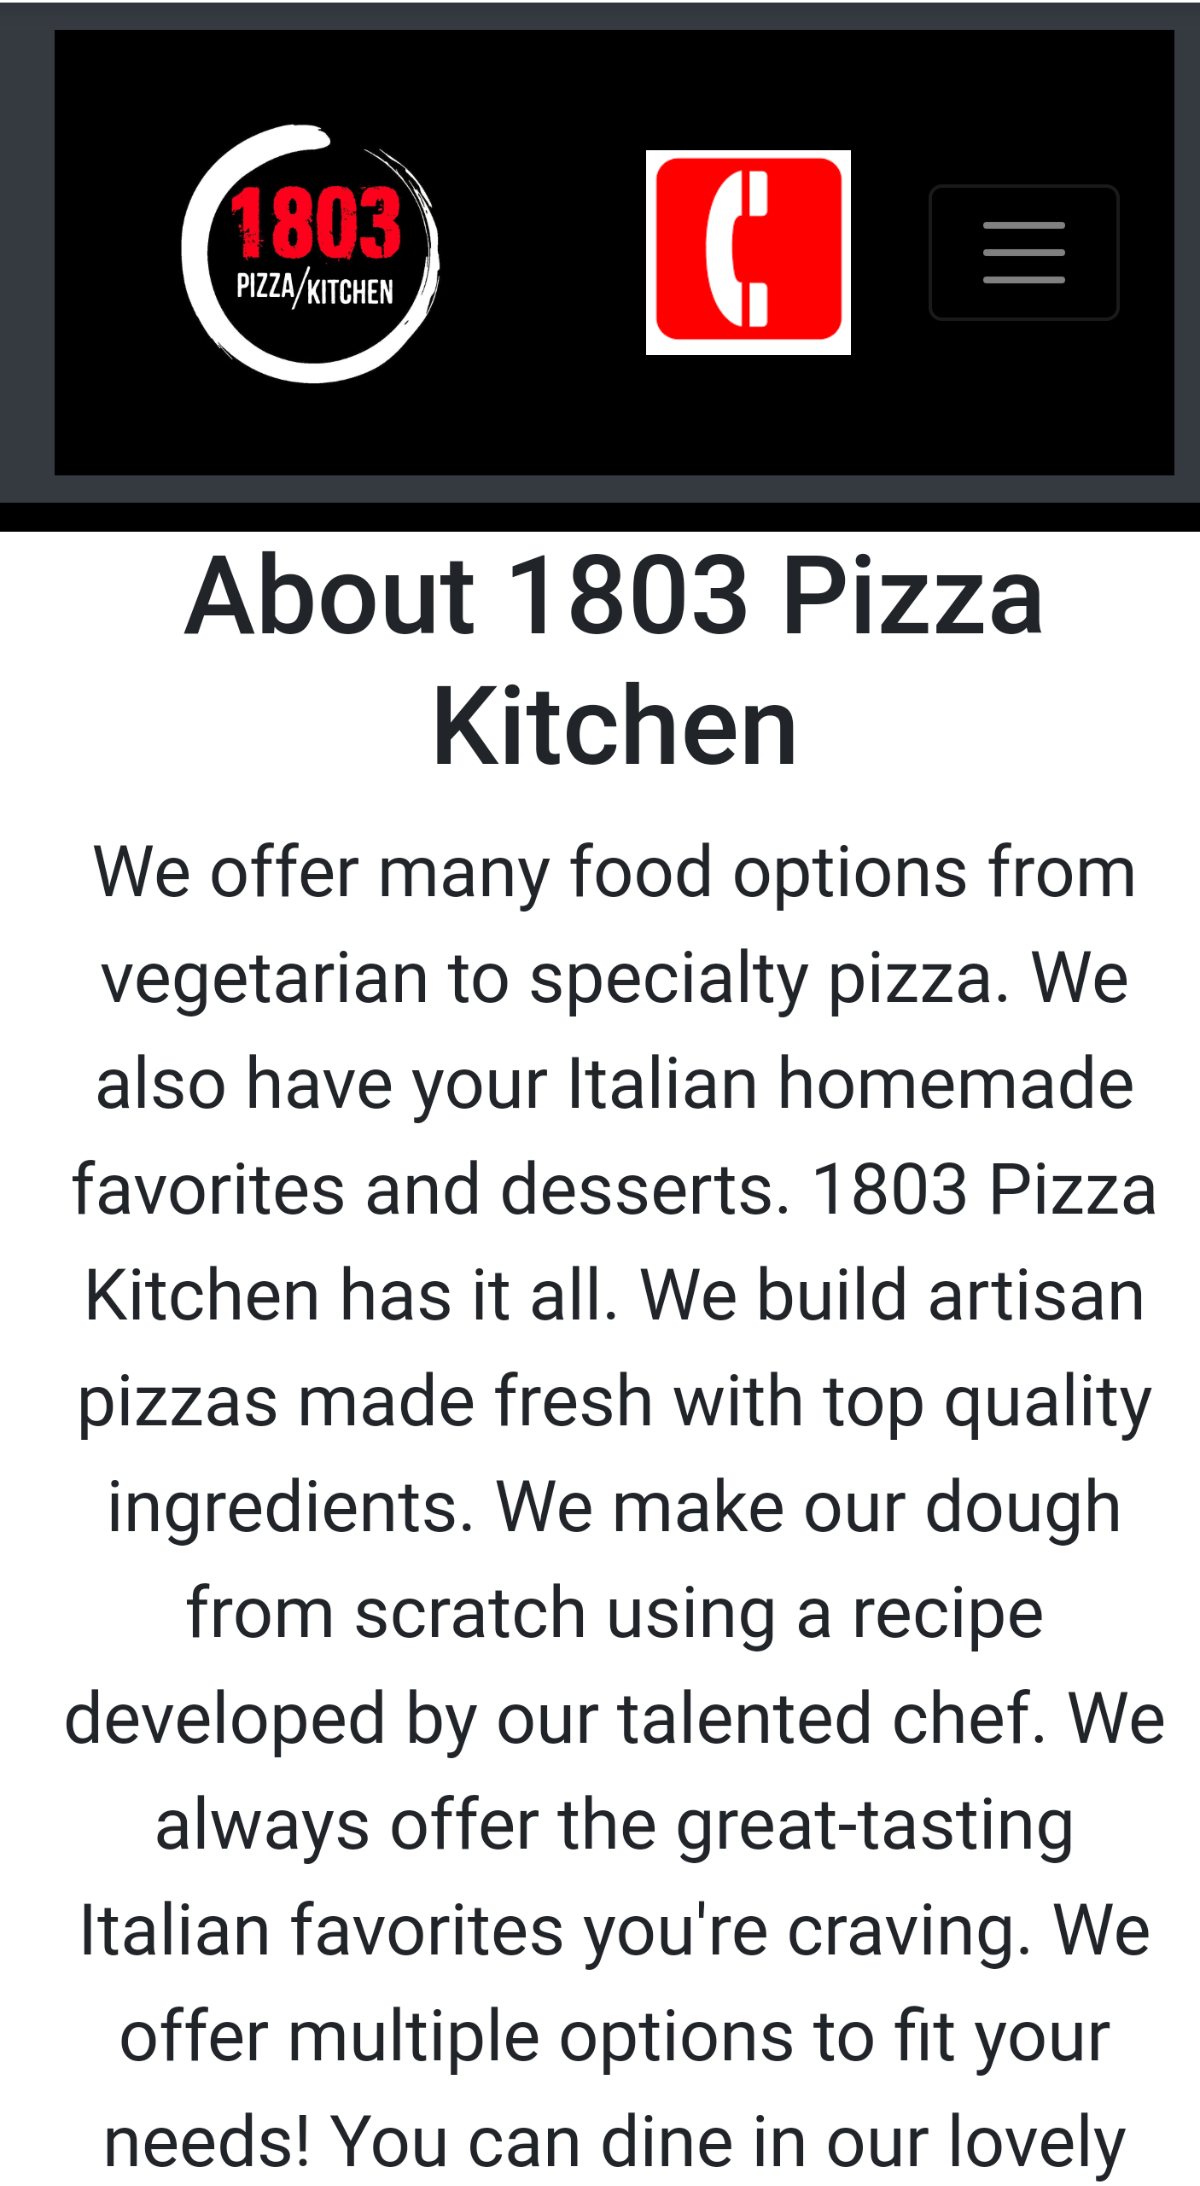 1803
PIZZA/KITCHEN
About 1803 Pizza
Kitchen
We offer many food options from
vegetarian to specialty pizza. We
also have your Italian homemade
favorites and desserts. 1803 Pizza
Kitchen has it all. We build artisan
pizzas made fresh with top quality
ingredients. We make our dough
from scratch using a recipe
developed by our talented chef. We
always offer the great-tasting
Italian favorites you're craving. We
offer multiple options to fit your
needs! You can dine in our lovely